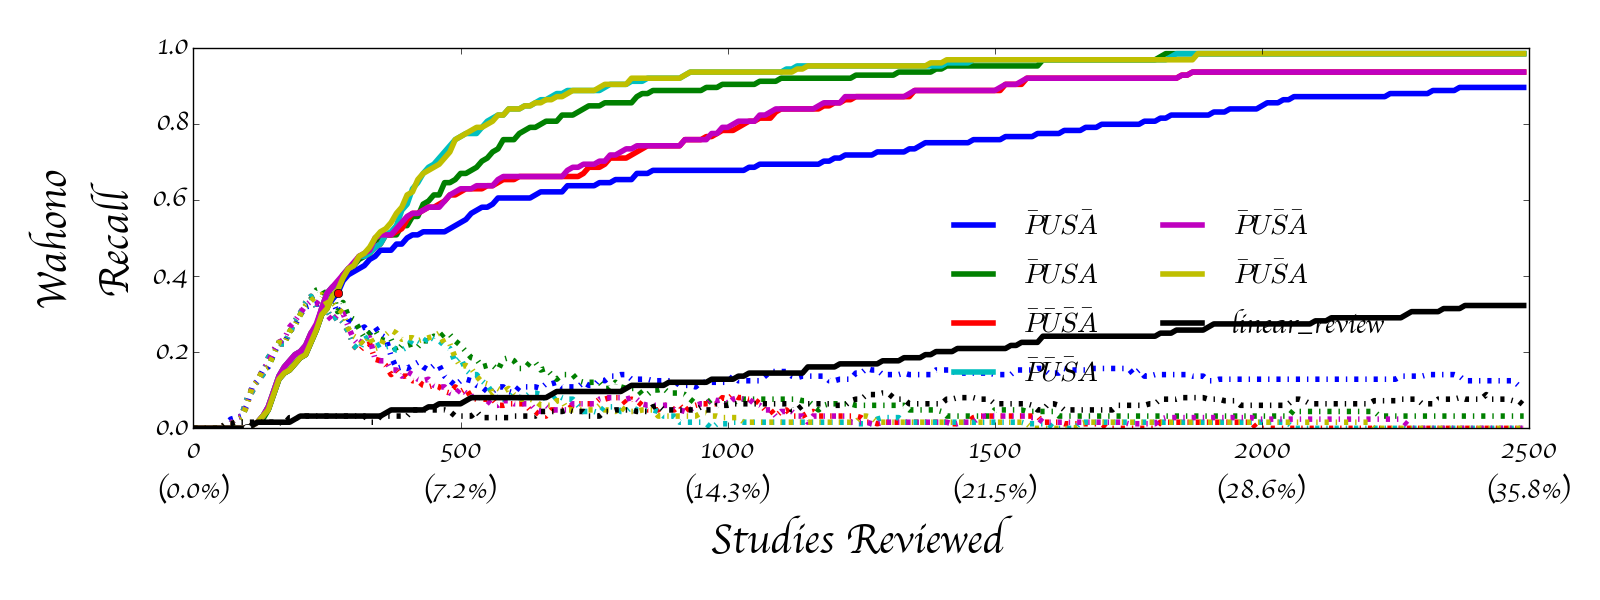 Wahono
Recall
1.0
0.8
0.6
0.4
0.2
0.0
P̄USĀ
P̄USA
P̄ŪS̄Ā
P̄ŪS̄A
P̄US̄Ā
P̄US̄A
linear_review
0 500 1000 1500 2000 2500
(0.0%) (7.2%) (14.3%) (21.5%) (28.6%) (35.8%)
Studies Reviewed